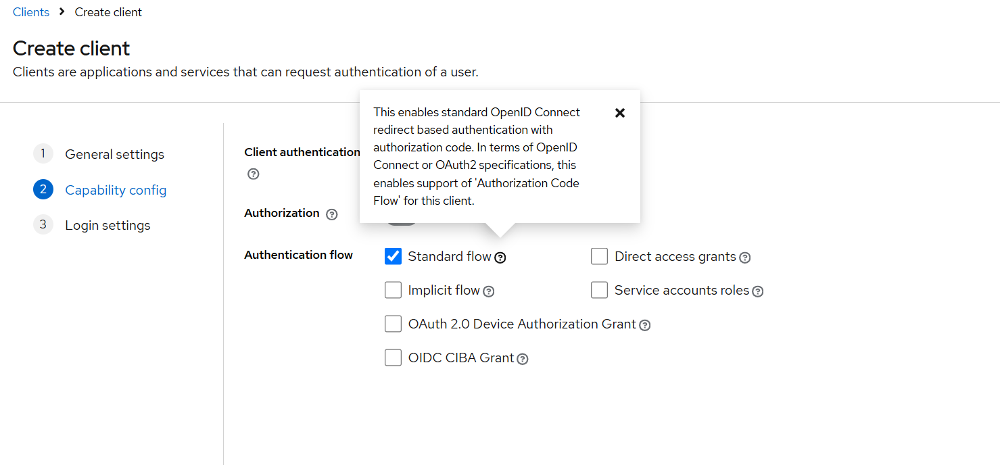 Clients > Create client
Create client
Clients are applications and services that can request authentication of a user.
This enables standard OpenID Connect
redirect based authentication with
authorization code. In terms of OpenID
Connect or OAuth2 specifications, this
enables support of 'Authorization Code
Flow' for this client.
1 General settings
2 Capability config
3 Login settings
Client authentication
Authorization
Authentication flow
Standard flow
Direct access grants
Implicit flow
Service accounts roles
OAuth 2.0 Device Authorization Grant
OIDC CIBA Grant